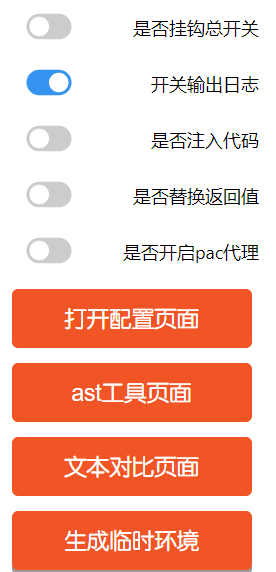 是否挂钩总开关
开关输出日志
是否注入代码
是否替换返回值
是否开启pac代理
打开配置页面
ast工具页面
文本对比页面
生成临时环境